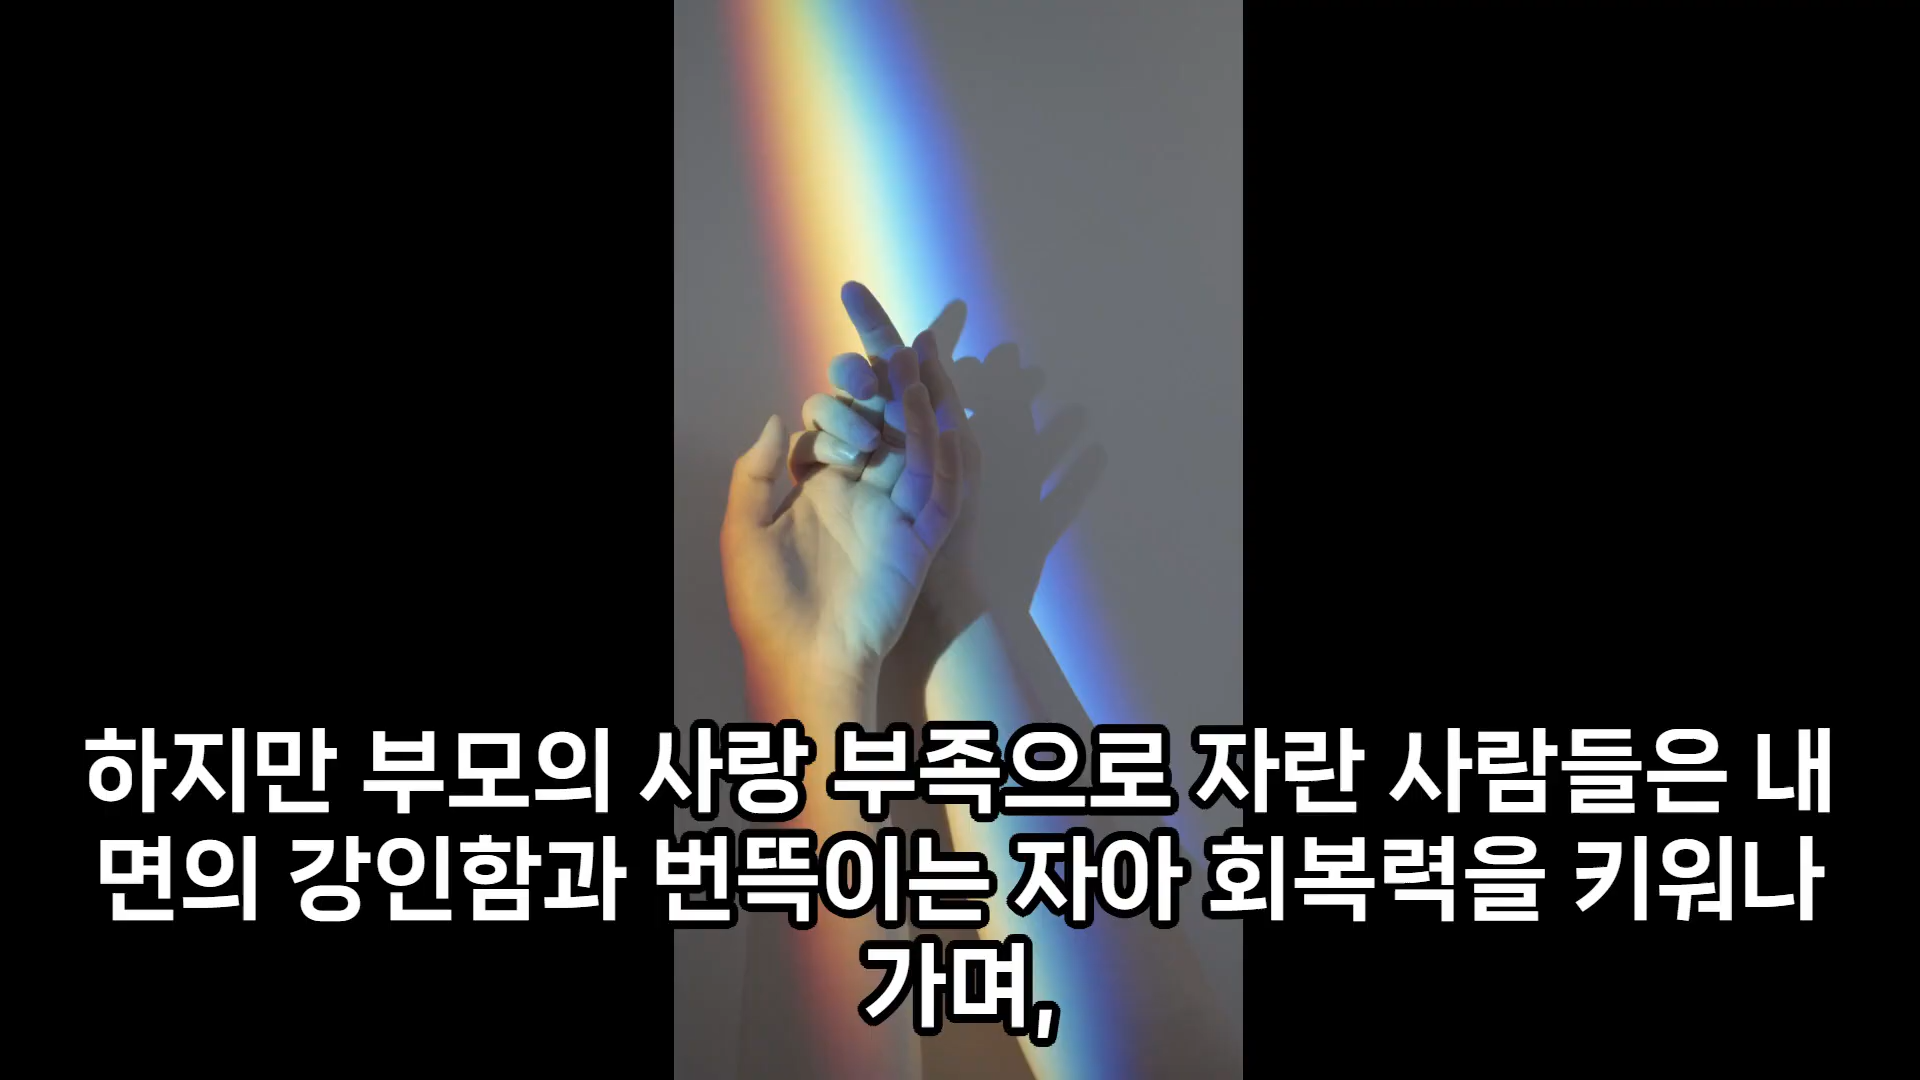 하지만 부모의 사랑 부족으로 자란 사람들은 내
면의 강인함과 번뜩이는 자아 회복력을 키워나
가며,